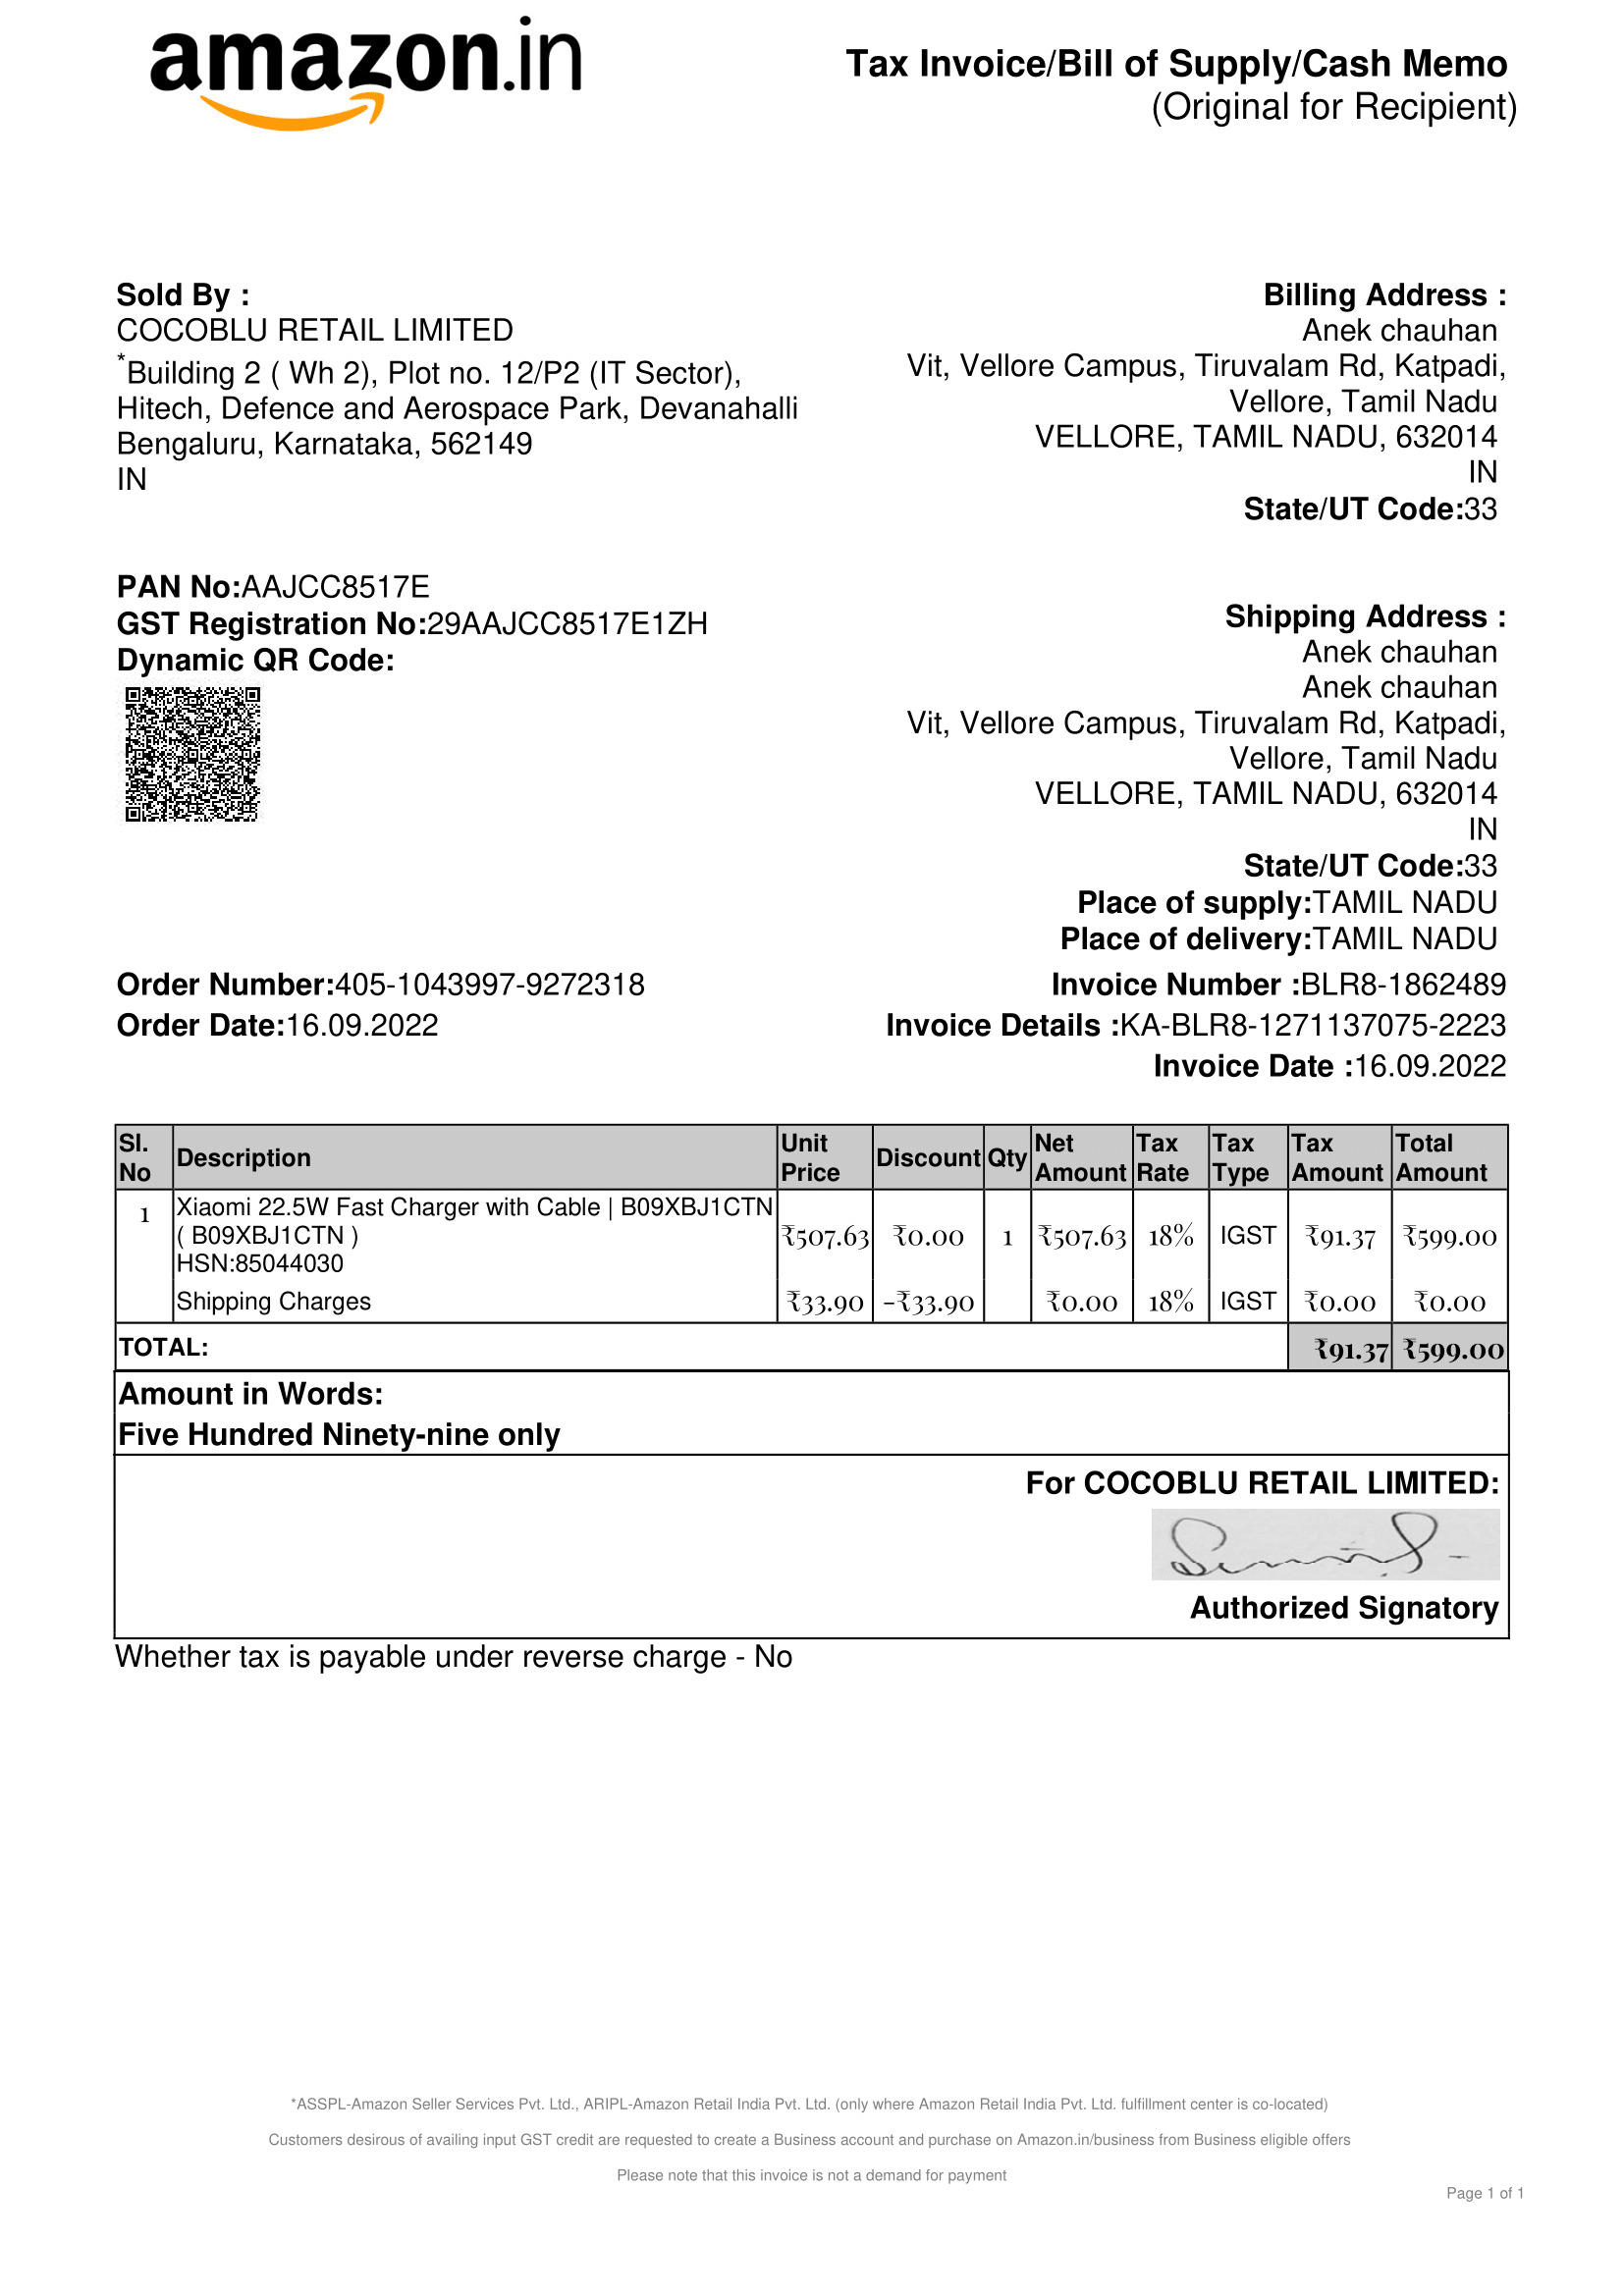 amazon.in
Tax Invoice/Bill of Supply/Cash Memo
(Original for Recipient)
Sold By :
COCOBLU RETAIL LIMITED
*Building 2 ( Wh 2), Plot no. 12/P2 (IT Sector),
Hitech, Defence and Aerospace Park, Devanahalli
Bengaluru, Karnataka, 562149
IN
Billing Address :
Anek chauhan
Vit, Vellore Campus, Tiruvalam Rd, Katpadi,
Vellore, Tamil Nadu
VELLORE, TAMIL NADU, 632014
IN
State/UT Code:33
PAN No:AAJCC8517E
GST Registration No:29AAJCC8517E1ZH
Dynamic QR Code:
Shipping Address :
Anek chauhan
Anek chauhan
Vit, Vellore Campus, Tiruvalam Rd, Katpadi,
Vellore, Tamil Nadu
VELLORE, TAMIL NADU, 632014
IN
State/UT Code:33
Place of supply:TAMIL NADU
Place of delivery:TAMIL NADU
Order Number:405-1043997-9272318
Order Date:16.09.2022
Invoice Number :BLR8-1862489
Invoice Details :KA-BLR8-1271137075-2223
Invoice Date :16.09.2022
Sl. No Description Unit Price Discount Qty Net Amount Tax Rate Tax Type Tax Amount Total Amount
1 Xiaomi 22.5W Fast Charger with Cable | B09XBJ1CTN
( B09XBJ1CTN ) ₹507.63 ₹0.00 1 ₹507.63 18% IGST ₹91.37 ₹599.00
HSN:85044030
Shipping Charges ₹33.90 -₹33.90 ₹0.00 18% IGST ₹0.00 ₹0.00
TOTAL: ₹91.37 ₹599.00
Amount in Words:
Five Hundred Ninety-nine only
For COCOBLU RETAIL LIMITED:
Authorized Signatory
Whether tax is payable under reverse charge - No
*ASSPL-Amazon Seller Services Pvt. Ltd., ARIPL-Amazon Retail India Pvt. Ltd. (only where Amazon Retail India Pvt. Ltd. fulfillment center is co-located)
Customers desirous of availing input GST credit are requested to create a Business account and purchase on Amazon.in/business from Business eligible offers
Please note that this invoice is not a demand for payment
Page 1 of 1